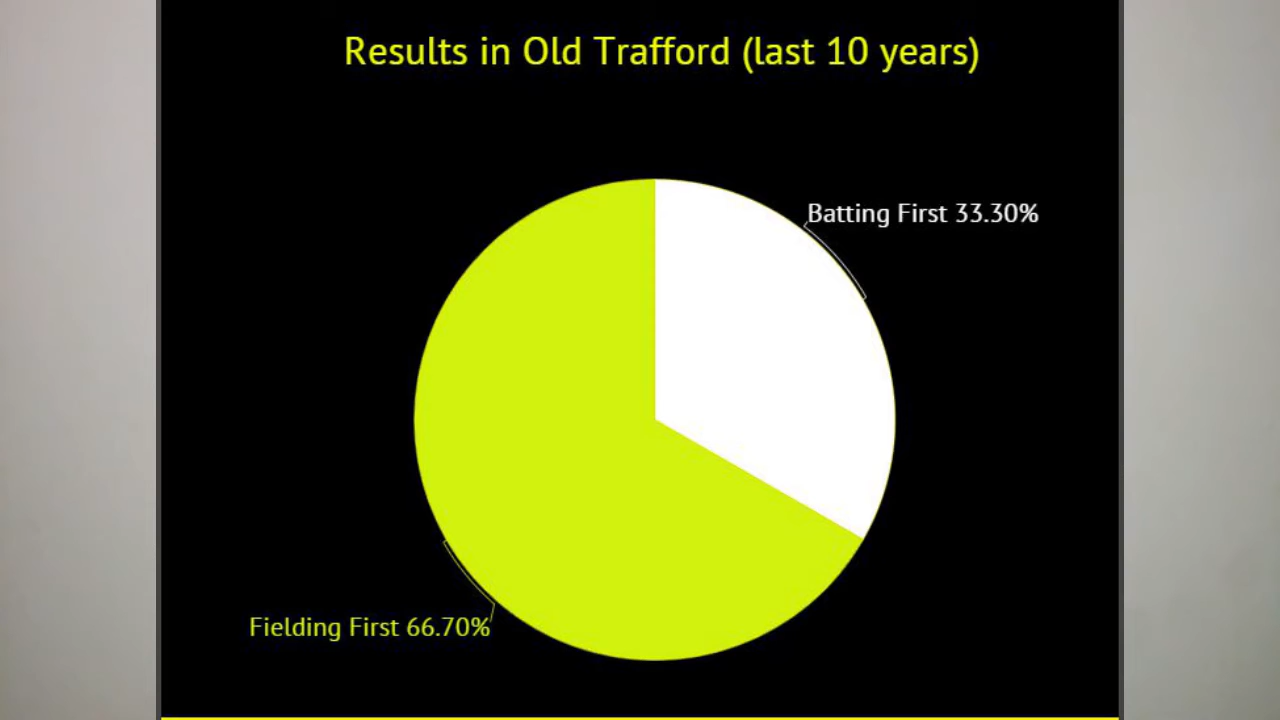 Results in Old Trafford (last 10 years)
Batting First 33.30%
Fielding First 66.70%